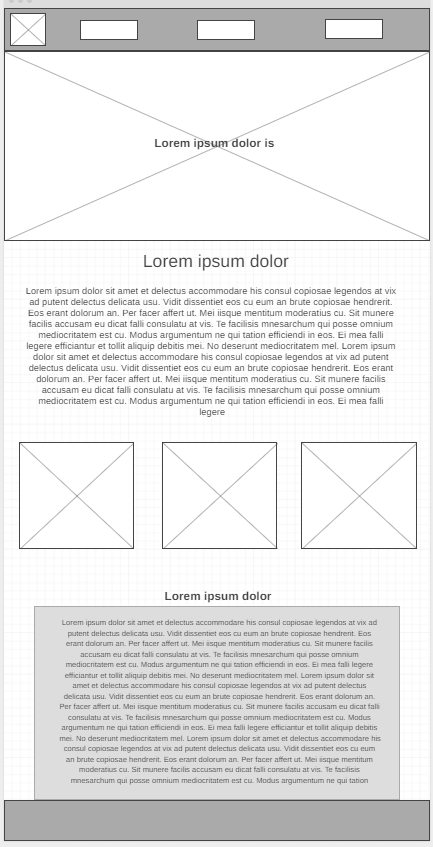 Lorem ipsum dolor is
Lorem ipsum dolor
Lorem ipsum dolor sit amet et delectus accommodare his consul copiosae legendos at vix
ad putent delectus delicata usu. Vidit dissentiet eos cu eum an brute copiosae hendrerit.
Eos erant dolorum an. Per facer affert ut. Mei iisque mentitum moderatius cu. Sit munere
facilis accusam eu dicat falli consulatu at vis. Te facilisis mnesarchum qui posse omnium
mediocritatem est cu. Modus argumentum ne qui tation efficiendi in eos. Ei mea falli
legere efficiantur et tollit aliquip debitis mei. No deserunt mediocritatem mel. Lorem ipsum
dolor sit amet et delectus accommodare his consul copiosae legendos at vix ad putent
delectus delicata usu. Vidit dissentiet eos cu eum an brute copiosae hendrerit. Eos erant
dolorum an. Per facer affert ut. Mei iisque mentitum moderatius cu. Sit munere facilis
accusam eu dicat falli consulatu at vis. Te facilisis mnesarchum qui posse omnium
mediocritatem est cu. Modus argumentum ne qui tation efficiendi in eos. Ei mea falli
legere
Lorem ipsum dolor
Lorem ipsum dolor sit amet et delectus accommodare his consul copiosae legendos at vix ad
putent delectus delicata usu. Vidit dissentiet eos cu eum an brute copiosae hendrerit. Eos
erant dolorum an. Per facer affert ut. Mei iisque mentitum moderatius cu. Sit munere facilis
accusam eu dicat falli consulatu at vis. Te facilisis mnesarchum qui posse omnium
mediocritatem est cu. Modus argumentum ne qui tation efficiendi in eos. Ei mea falli legere
efficiantur et tollit aliquip debitis mei. No deserunt mediocritatem mel. Lorem ipsum dolor sit
amet et delectus accommodare his consul copiosae legendos at vix ad putent delectus
delicata usu. Vidit dissentiet eos cu eum an brute copiosae hendrerit. Eos erant dolorum an.
Per facer affert ut. Mei iisque mentitum moderatius cu. Sit munere facilis accusam eu dicat falli
consulatu at vis. Te facilisis mnesarchum qui posse omnium mediocritatem est cu. Modus
argumentum ne qui tation efficiendi in eos. Ei mea falli legere efficiantur et tollit aliquip debitis
mei. No deserunt mediocritatem mel. Lorem ipsum dolor sit amet et delectus accommodare his
consul copiosae legendos at vix ad putent delectus delicata usu. Vidit dissentiet eos cu eum
an brute copiosae hendrerit. Eos erant dolorum an. Per facer affert ut. Mei iisque mentitum
moderatius cu. Sit munere facilis accusam eu dicat falli consulatu at vis. Te facilisis
mnesarchum qui posse omnium mediocritatem est cu. Modus argumentum ne qui tation